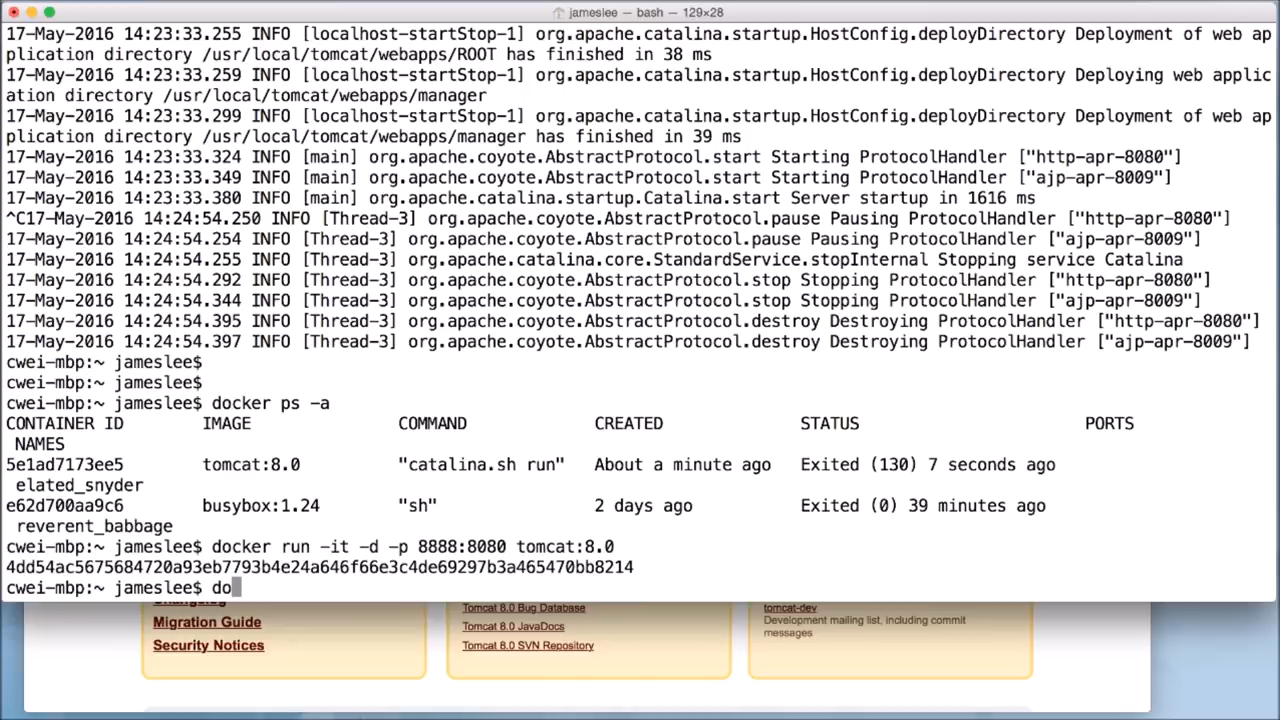 jameslee — bash — 129×28
17-May-2016 14:23:33.255 INFO [localhost-startStop-1] org.apache.catalina.startup.HostConfig.deployDirectory Deployment of web ap
plication directory /usr/local/tomcat/webapps/ROOT has finished in 38 ms
17-May-2016 14:23:33.259 INFO [localhost-startStop-1] org.apache.catalina.startup.HostConfig.deployDirectory Deploying web applic
ation directory /usr/local/tomcat/webapps/manager
17-May-2016 14:23:33.299 INFO [localhost-startStop-1] org.apache.catalina.startup.HostConfig.deployDirectory Deployment of web ap
plication directory /usr/local/tomcat/webapps/manager has finished in 39 ms
17-May-2016 14:23:33.324 INFO [main] org.apache.coyote.AbstractProtocol.start Starting ProtocolHandler ["http-apr-8080"]
17-May-2016 14:23:33.349 INFO [main] org.apache.coyote.AbstractProtocol.start Starting ProtocolHandler ["ajp-apr-8009"]
17-May-2016 14:23:33.380 INFO [main] org.apache.catalina.startup.Catalina.start Server startup in 1616 ms
^C17-May-2016 14:24:54.250 INFO [Thread-3] org.apache.coyote.AbstractProtocol.pause Pausing ProtocolHandler ["http-apr-8080"]
17-May-2016 14:24:54.254 INFO [Thread-3] org.apache.coyote.AbstractProtocol.pause Pausing ProtocolHandler ["ajp-apr-8009"]
17-May-2016 14:24:54.255 INFO [Thread-3] org.apache.catalina.core.StandardService.stopInternal Stopping service Catalina
17-May-2016 14:24:54.292 INFO [Thread-3] org.apache.coyote.AbstractProtocol.stop Stopping ProtocolHandler ["http-apr-8080"]
17-May-2016 14:24:54.344 INFO [Thread-3] org.apache.coyote.AbstractProtocol.stop Stopping ProtocolHandler ["ajp-apr-8009"]
17-May-2016 14:24:54.395 INFO [Thread-3] org.apache.coyote.AbstractProtocol.destroy Destroying ProtocolHandler ["http-apr-8080"]
17-May-2016 14:24:54.397 INFO [Thread-3] org.apache.coyote.AbstractProtocol.destroy Destroying ProtocolHandler ["ajp-apr-8009"]
cwei-mbp:~ jameslee$
cwei-mbp:~ jameslee$
cwei-mbp:~ jameslee$ docker ps -a
CONTAINER ID IMAGE COMMAND CREATED STATUS PORTS
NAMES
5e1ad7173ee5 tomcat:8.0 "catalina.sh run" About a minute ago Exited (130) 7 seconds ago
elated_snyder
e62d700aa9c6 busybox:1.24 "sh" 2 days ago Exited (0) 39 minutes ago
reverent_babbage
cwei-mbp:~ jameslee$ docker run -it -d -p 8888:8080 tomcat:8.0
4dd54ac5675684720a93eb7793b4e24a646f66e3c4de69297b3a465470bb8214
cwei-mbp:~ jameslee$ do
Changelog
Migration Guide
Security Notices
Tomcat 8.0 Bug Database
Tomcat 8.0 JavaDocs
Tomcat 8.0 SVN Repository
tomcat-dev
Development mailing list, including commit
messages